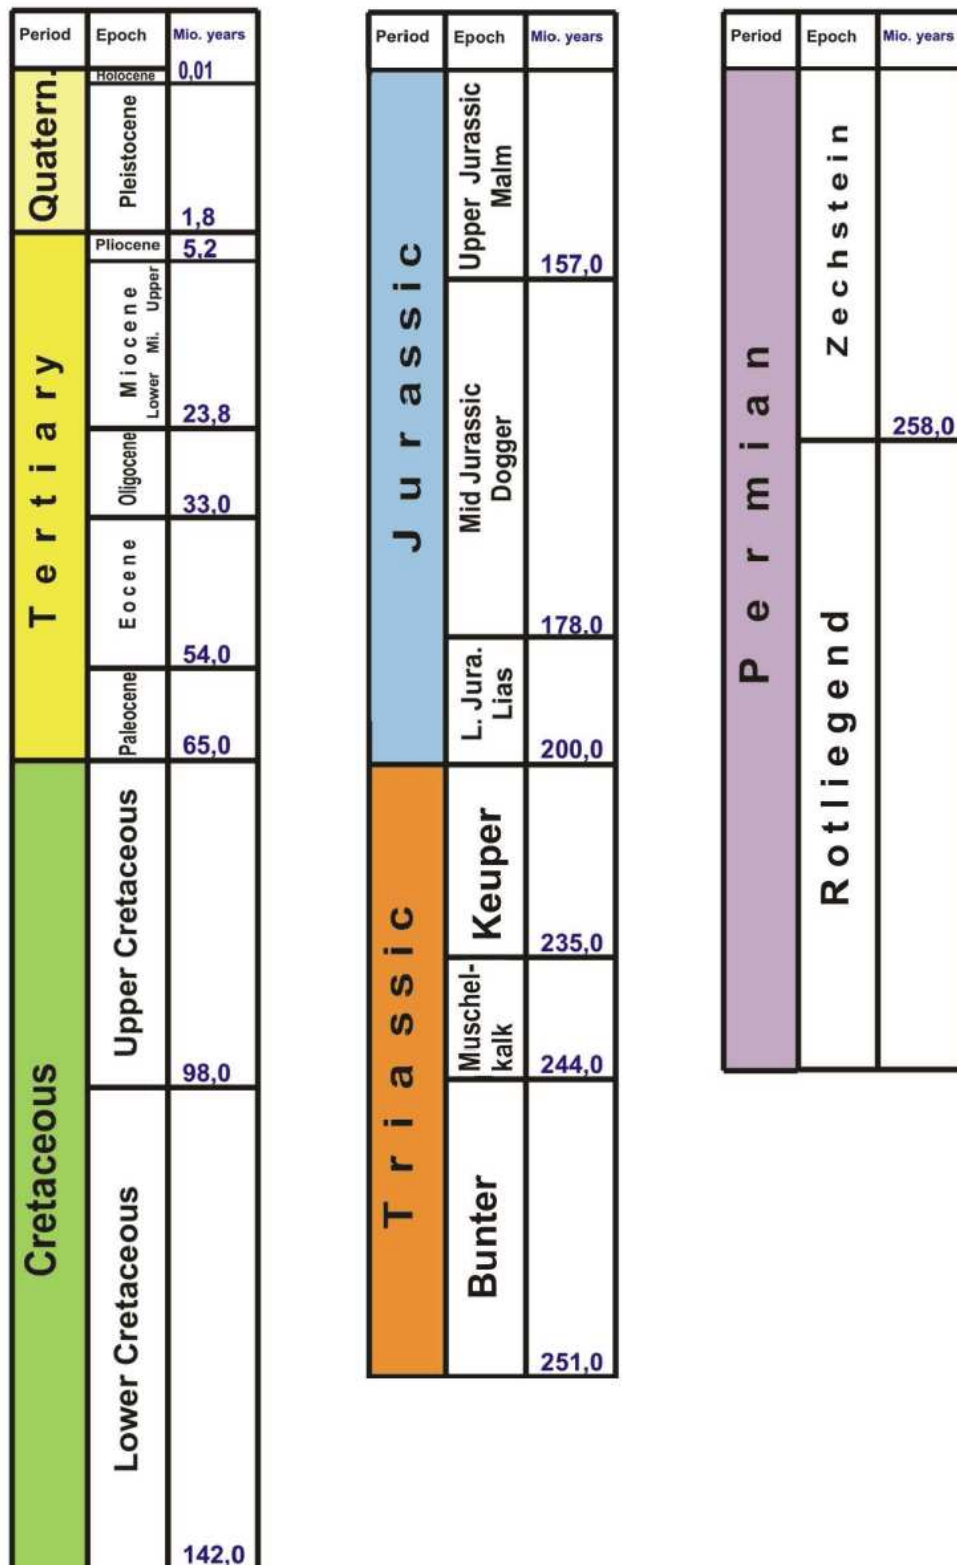 Period Epoch Mio. years
Quatern.
Holocene 0,01
Pleistocene
1,8
Tertiary
Pliocene 5,2
Miocene
Lower Mi. Upper
23,8
Oligocene
33,0
Eocene
54,0
Paleocene
65,0
Cretaceous
Upper Cretaceous
98,0
Lower Cretaceous
142,0
Period Epoch Mio. years
Jurassic
Upper Jurassic
Malm
157,0
Mid Jurassic
Dogger
178,0
L. Jura.
Lias
200,0
Triassic
Keuper
235,0
Muschel-
kalk
244,0
Bunter
251,0
Period Epoch Mio. years
Permian
Zechstein
258,0
Rotliegend